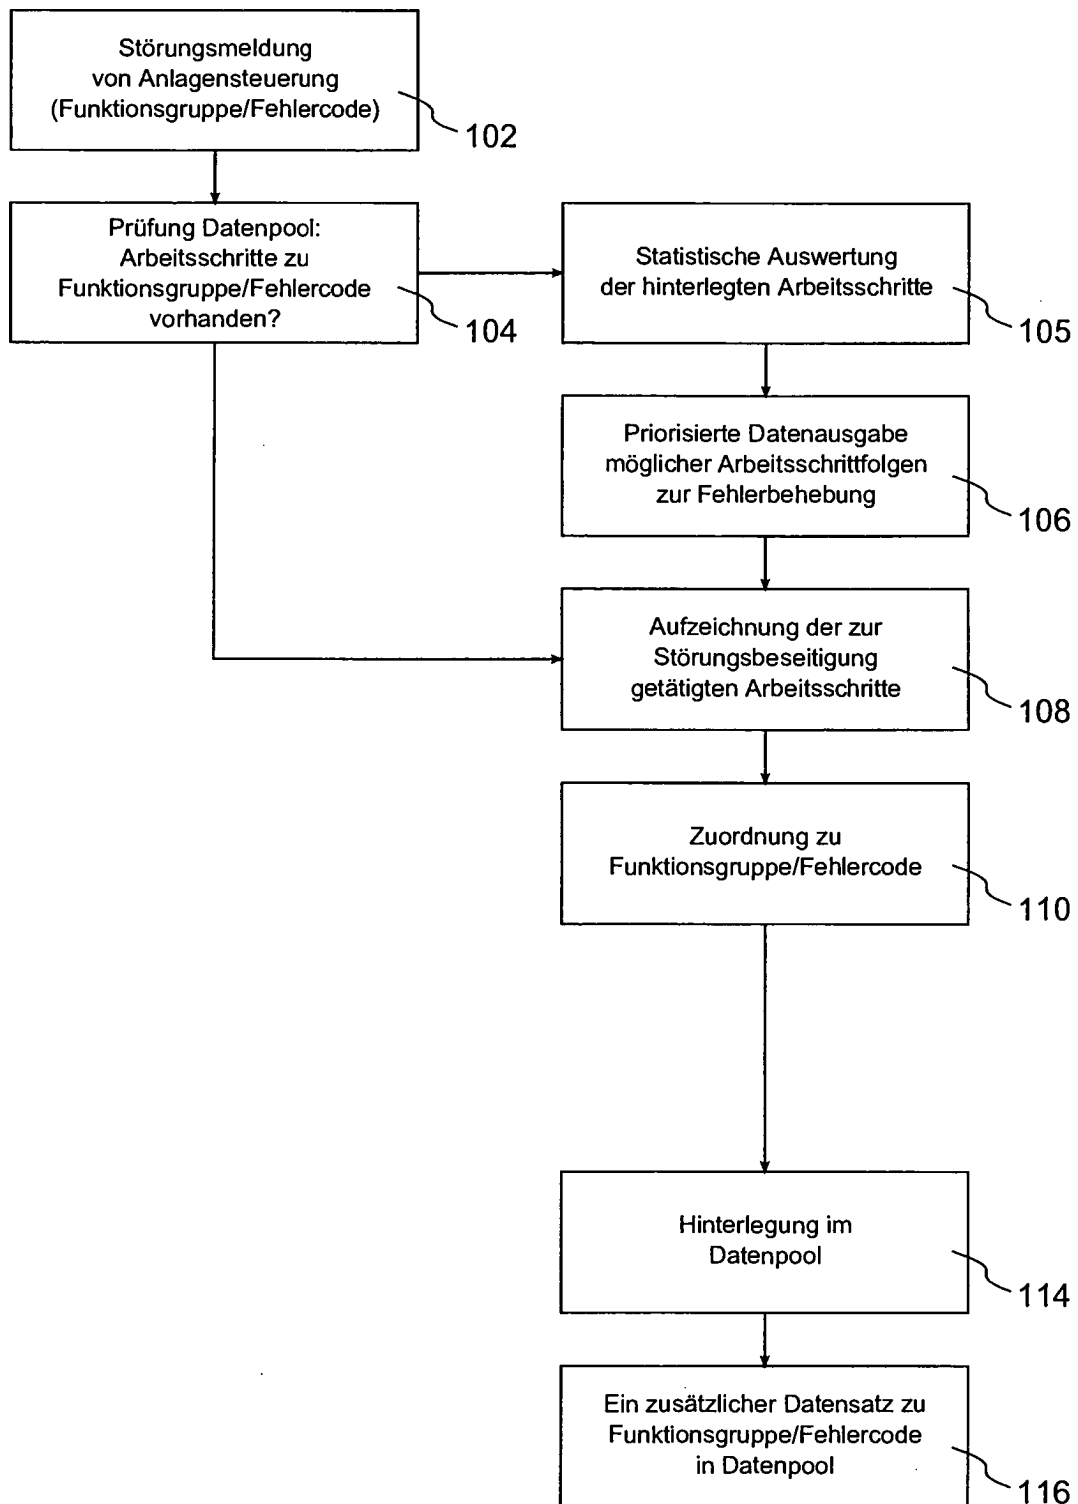 Störungsmeldung
von Anlagensteuerung
(Funktionsgruppe/Fehlercode)
102
Prüfung Datenpool:
Arbeitsschritte zu
Funktionsgruppe/Fehlercode
vorhanden?
104
Statistische Auswertung
der hinterlegten Arbeitsschritte
105
Priorisierte Datenausgabe
möglicher Arbeitsschrittfolgen
zur Fehlerbehebung
106
Aufzeichnung der zur
Störungsbeseitigung
getätigten Arbeitsschritte
108
Zuordnung zu
Funktionsgruppe/Fehlercode
110
Hinterlegung im
Datenpool
114
Ein zusätzlicher Datensatz zu
Funktionsgruppe/Fehlercode
in Datenpool
116